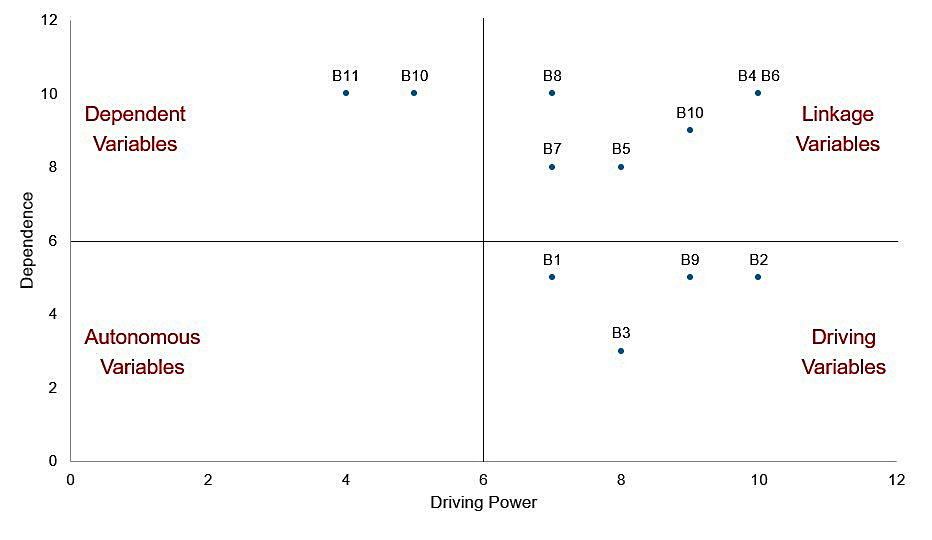 12
B11
B10
B8
B4 B6
10
Dependent
Variables
B10
Linkage
Variables
B7
B5
8
Dependence
6
B1
B9
B2
4
Autonomous
Variables
B3
Driving
Variables
2
0
0
2
4
6
8
10
12
Driving Power